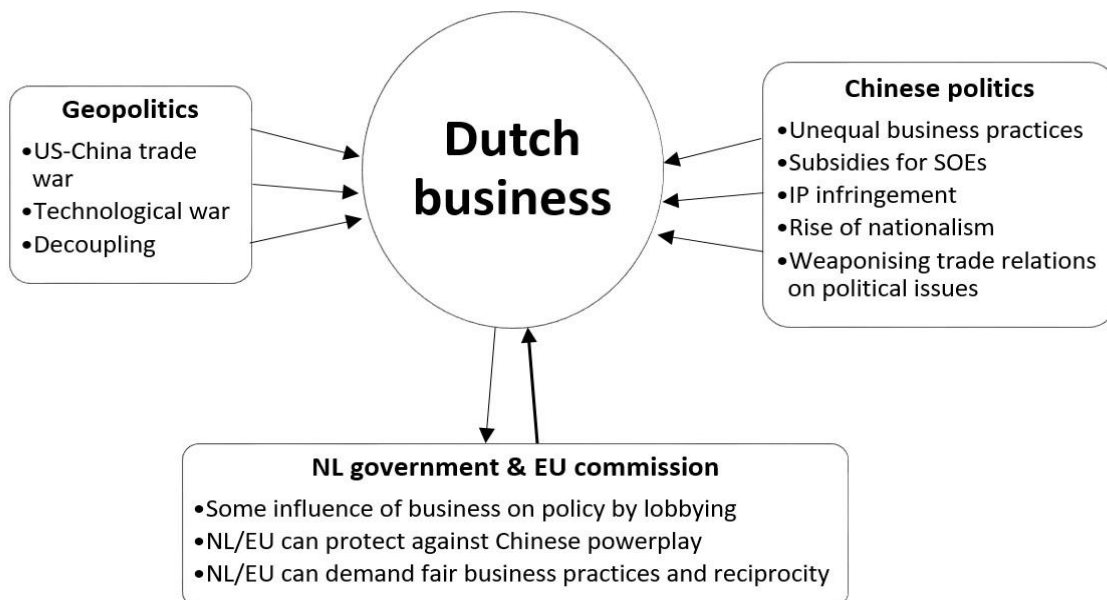 Geopolitics
•US-China trade
war
•Technological war
•Decoupling
Dutch
business
Chinese politics
•Unequal business practices
•Subsidies for SOEs
•IP infringement
•Rise of nationalism
•Weaponising trade relations
on political issues
NL government & EU commission
•Some influence of business on policy by lobbying
•NL/EU can protect against Chinese powerplay
•NL/EU can demand fair business practices and reciprocity